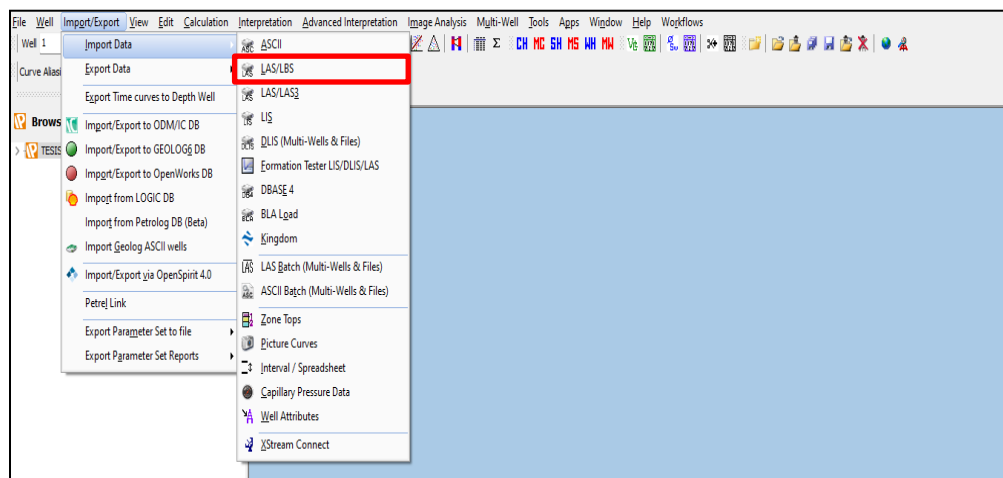 File Well Import/Export View Edit Calculation Interpretation Advanced Interpretation Image Analysis Multi-Well Tools Apps Window Help Workflows
Well 1
CH MC SH MS WH MW
Curve Alias
Brows
TESIS
Import Data
Export Data
Export Time curves to Depth Well
Import/Export to ODM/IC DB
Import/Export to GEOLOG6 DB
Import/Export to OpenWorks DB
Import from LOGIC DB
Import from Petrolog DB (Beta)
Import Geolog ASCII wells
Import/Export via OpenSpirit 4.0
Petrel Link
Export Parameter Set to file
Export Parameter Set Reports
ASCII
LAS/LBS
LAS/LAS3
LIS
DLIS (Multi-Wells & Files)
Formation Tester LIS/DLIS/LAS
DBASE 4
BLA Load
Kingdom
LAS Batch (Multi-Wells & Files)
ASCII Batch (Multi-Wells & Files)
Zone Tops
Picture Curves
Interval / Spreadsheet
Capillary Pressure Data
Well Attributes
XStream Connect